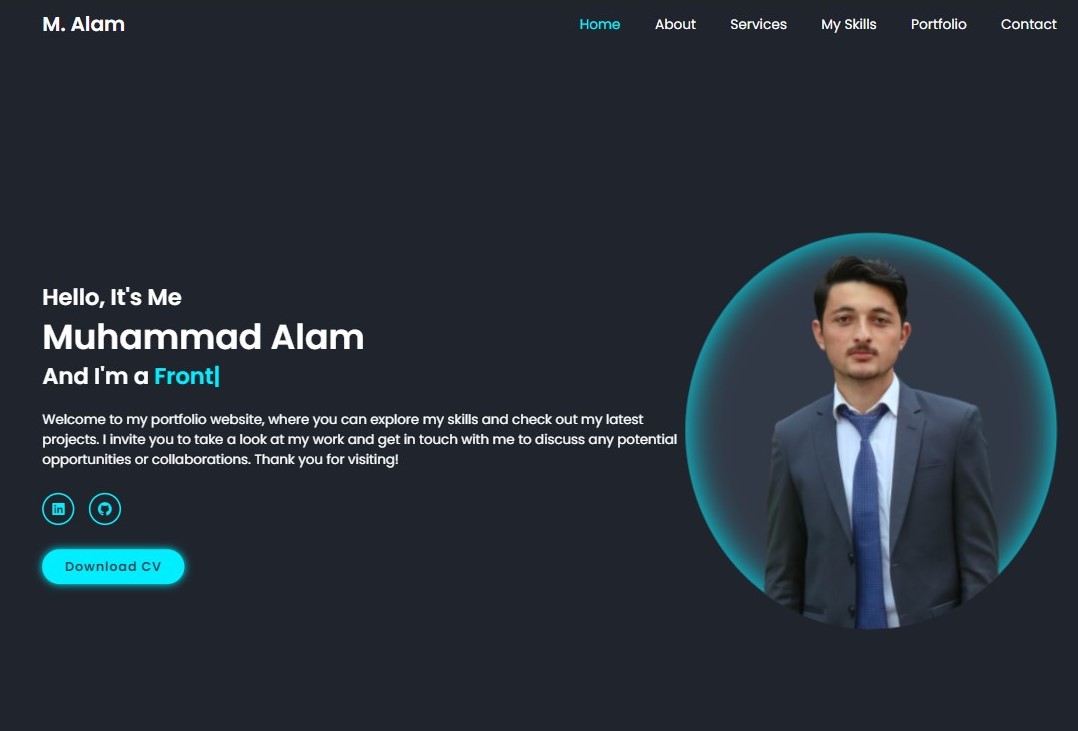 M. Alam
Home About Services My Skills Portfolio Contact
Hello, It's Me
Muhammad Alam
And I'm a Front|
Welcome to my portfolio website, where you can explore my skills and check out my latest
projects. I invite you to take a look at my work and get in touch with me to discuss any potential
opportunities or collaborations. Thank you for visiting!
in
Download CV